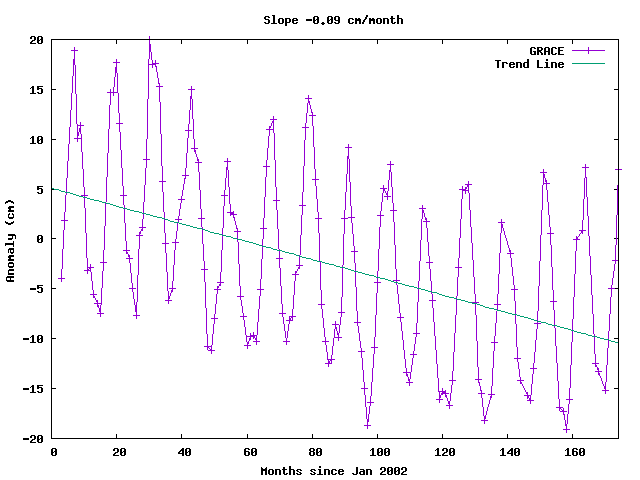 Slope -0.09 cm/month
GRACE
Trend Line
Anomaly (cm)
20
15
10
5
0
-5
-10
-15
-20
0 20 40 60 80 100 120 140 160
Months since Jan 2002